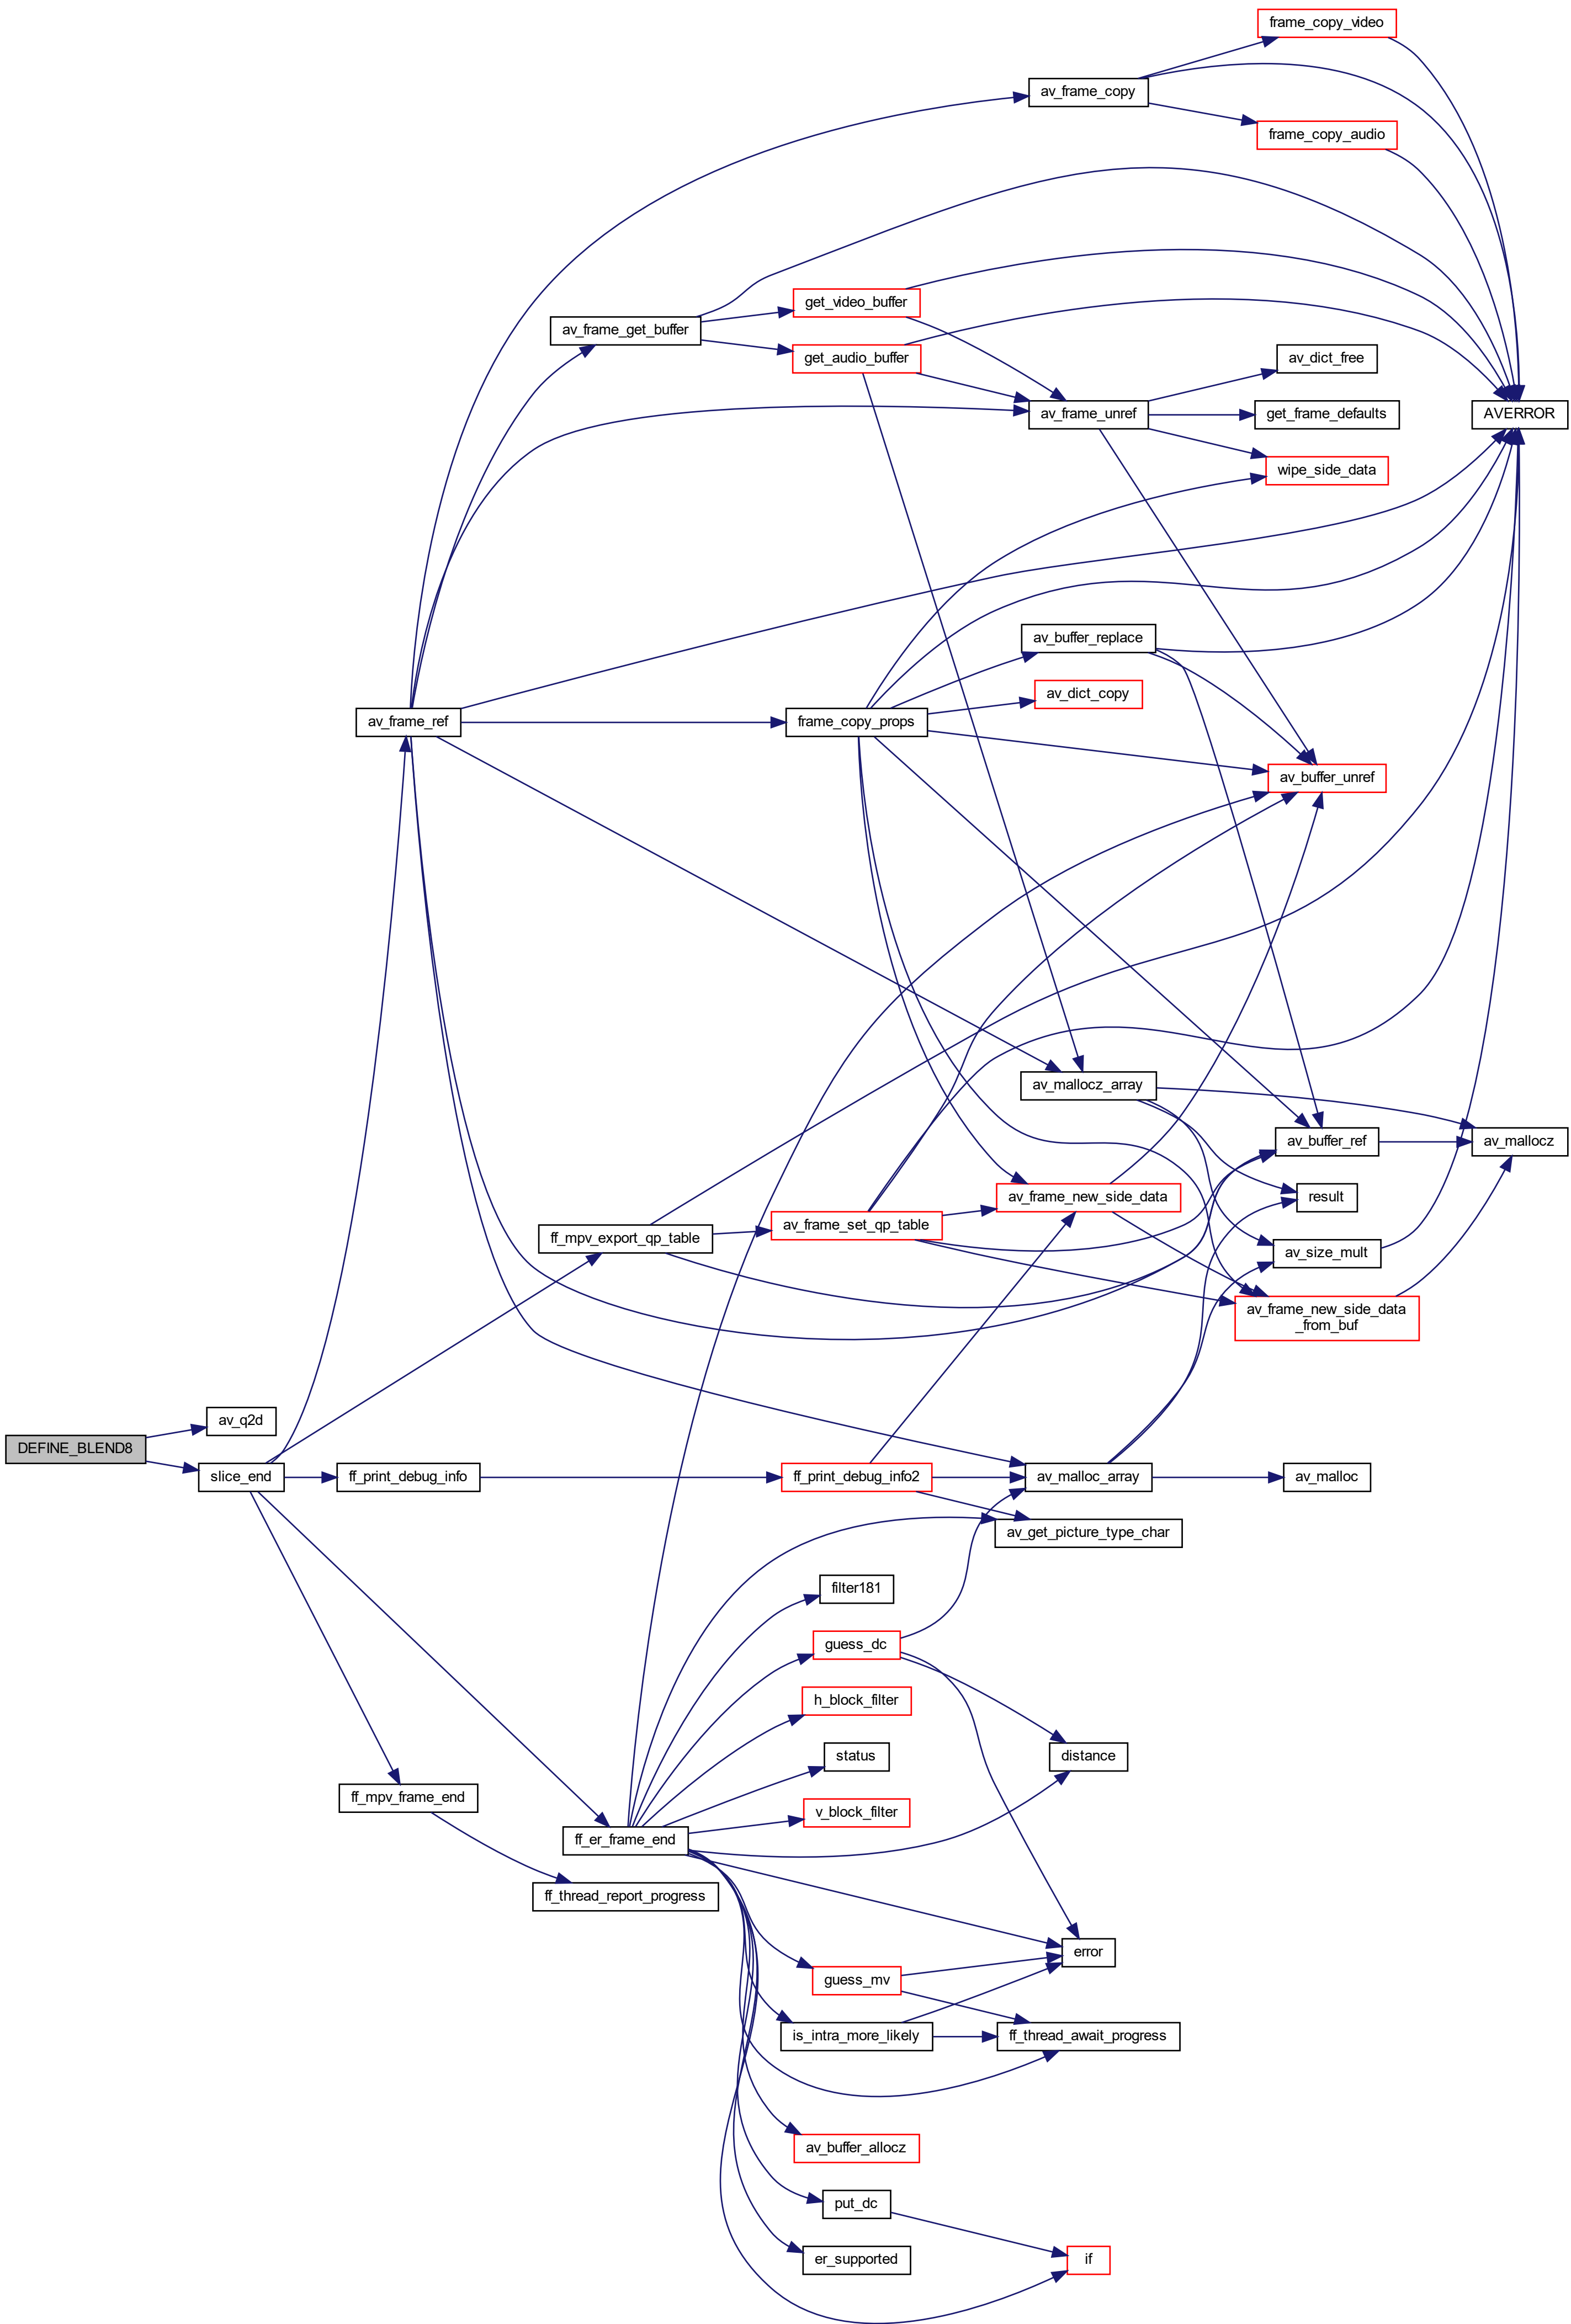 frame_copy_video
av_frame_copy
frame_copy_audio
get_video_buffer
av_frame_get_buffer
get_audio_buffer
av_dict_free
av_frame_unref
get_frame_defaults
AVERROR
wipe_side_data
av_buffer_replace
av_dict_copy
av_frame_ref
frame_copy_props
av_buffer_unref
av_mallocz_array
av_buffer_ref
av_mallocz
av_frame_new_side_data
result
av_frame_set_qp_table
ff_mpv_export_qp_table
av_size_mult
av_frame_new_side_data
_from_buf
av_q2d
DEFINE_BLEND8
slice_end
ff_print_debug_info
ff_print_debug_info2
av_malloc_array
av_malloc
av_get_picture_type_char
filter181
guess_dc
h_block_filter
status
distance
ff_mpv_frame_end
v_block_filter
ff_er_frame_end
ff_thread_report_progress
error
guess_mv
is_intra_more_likely
ff_thread_await_progress
av_buffer_allocz
put_dc
er_supported
if